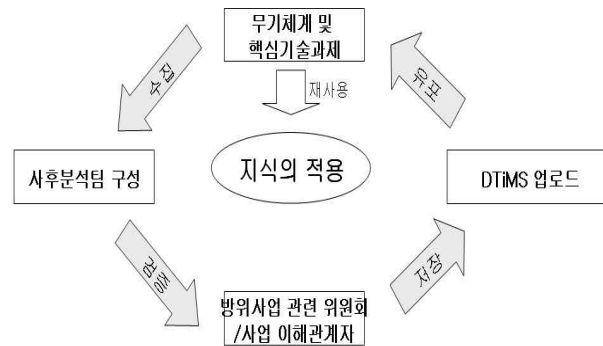 무기체계 및
핵심기술과제
수집
재사용
유포
사후분석팀 구성
지식의 적용
DTiMS 업로드
검증
저장
방위사업 관련 위원회
/사업 이해관계자